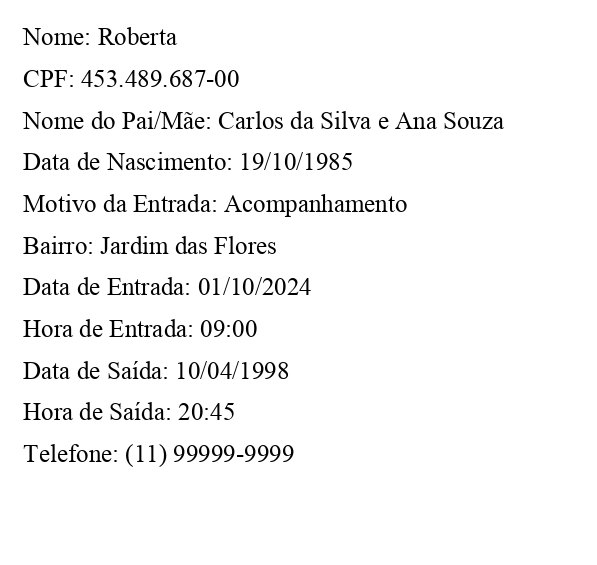 Nome: Roberta
CPF: 453.489.687-00
Nome do Pai/Mãe: Carlos da Silva e Ana Souza
Data de Nascimento: 19/10/1985
Motivo da Entrada: Acompanhamento
Bairro: Jardim das Flores
Data de Entrada: 01/10/2024
Hora de Entrada: 09:00
Data de Saída: 10/04/1998
Hora de Saída: 20:45
Telefone: (11) 99999-9999